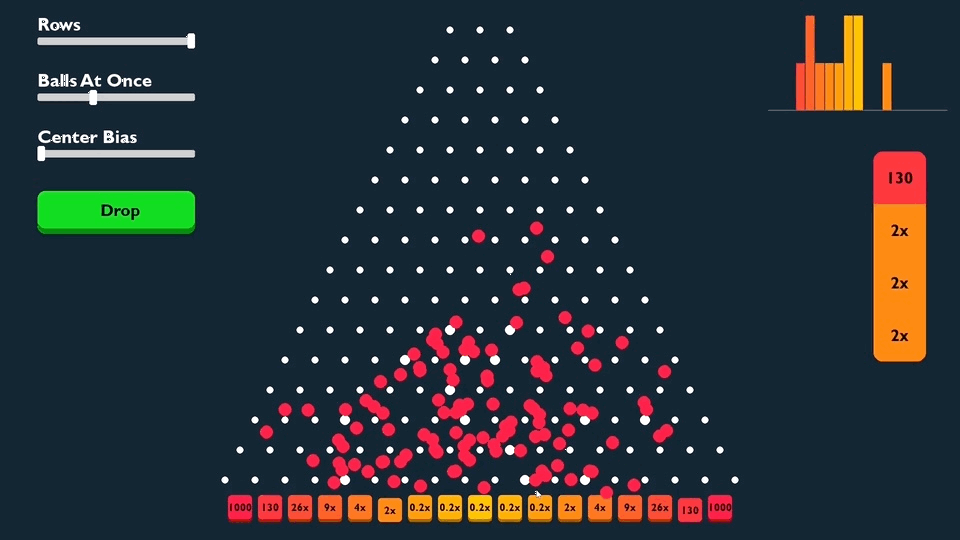 Rows
Balls At Once
Center Bias
Drop
130
2x
2x
2x
1000 130 26x 9x 4x 2x 0.2x 0.2x 0.2x 0.2x 0.2x 2x 4x 9x 26x 130 1000